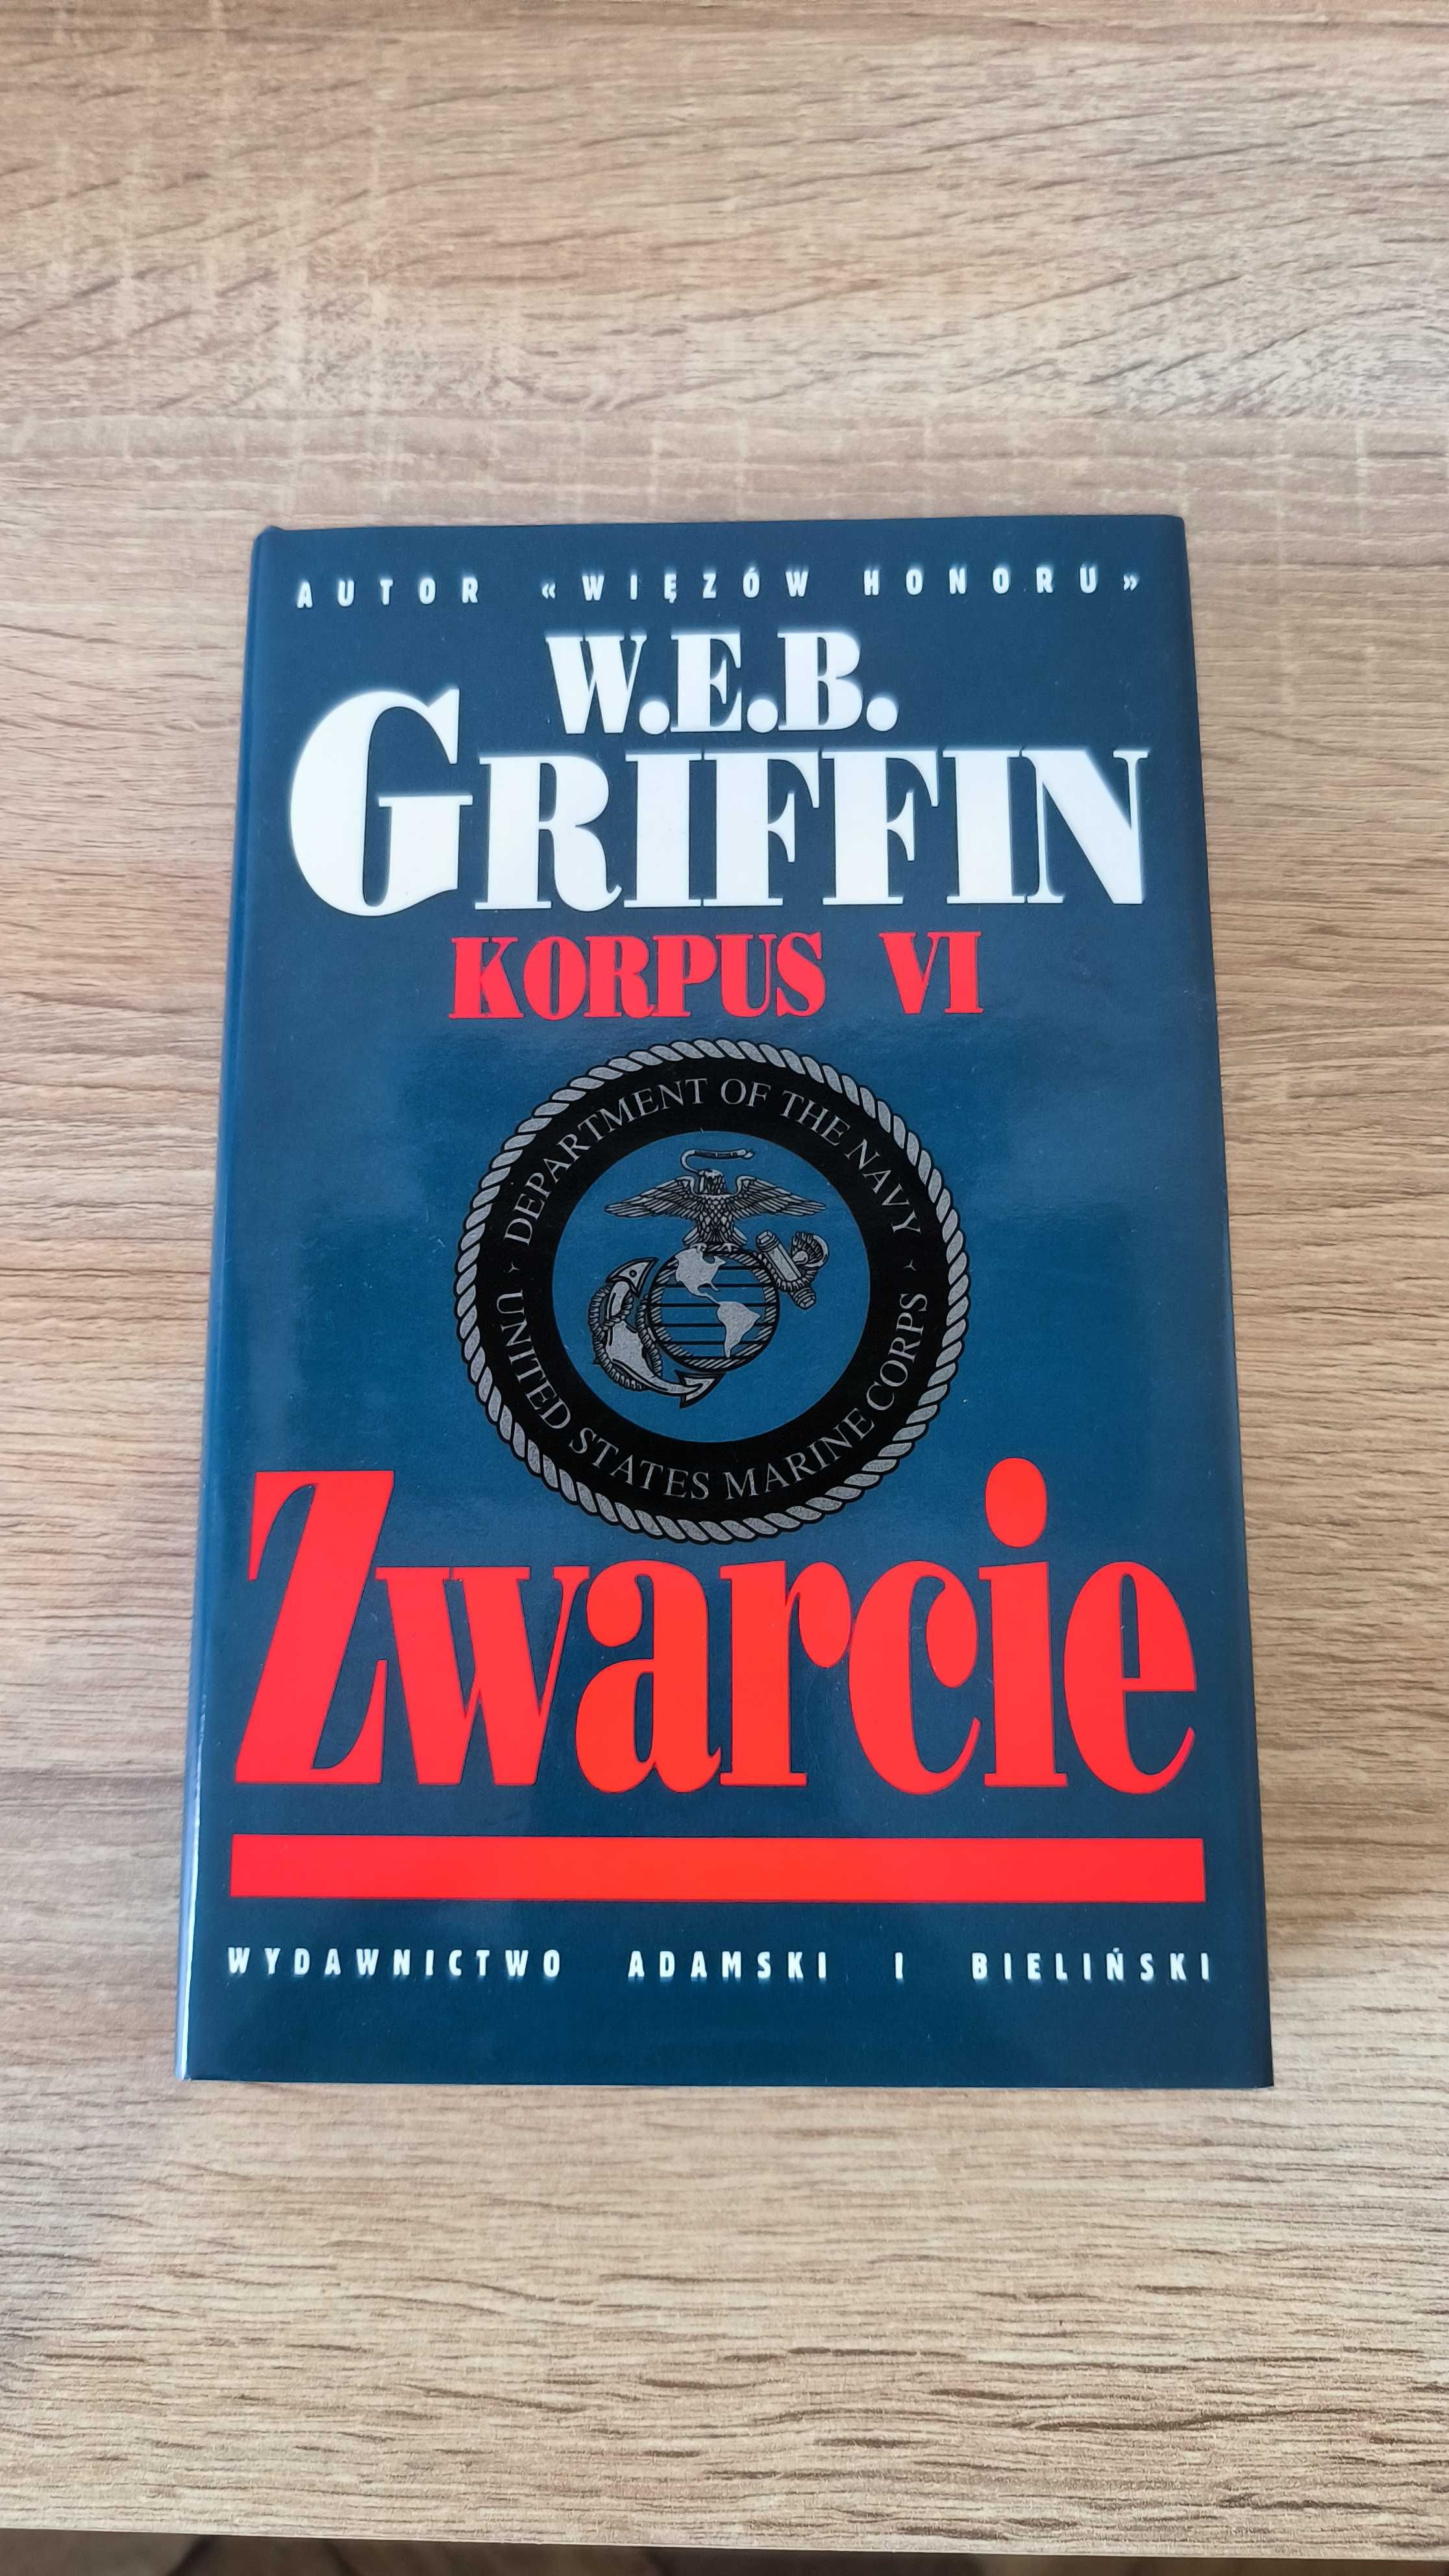 AUTOR «WIĘZÓW HONORU»
W.E.B.
GRIFFIN
KORPUS VI
DEPARTMENT OF THE NAVY
UNITED STATES MARINE CORPS
Zwarcie
WYDAWNICTWO ADAMSKI I BIELIŃSKI